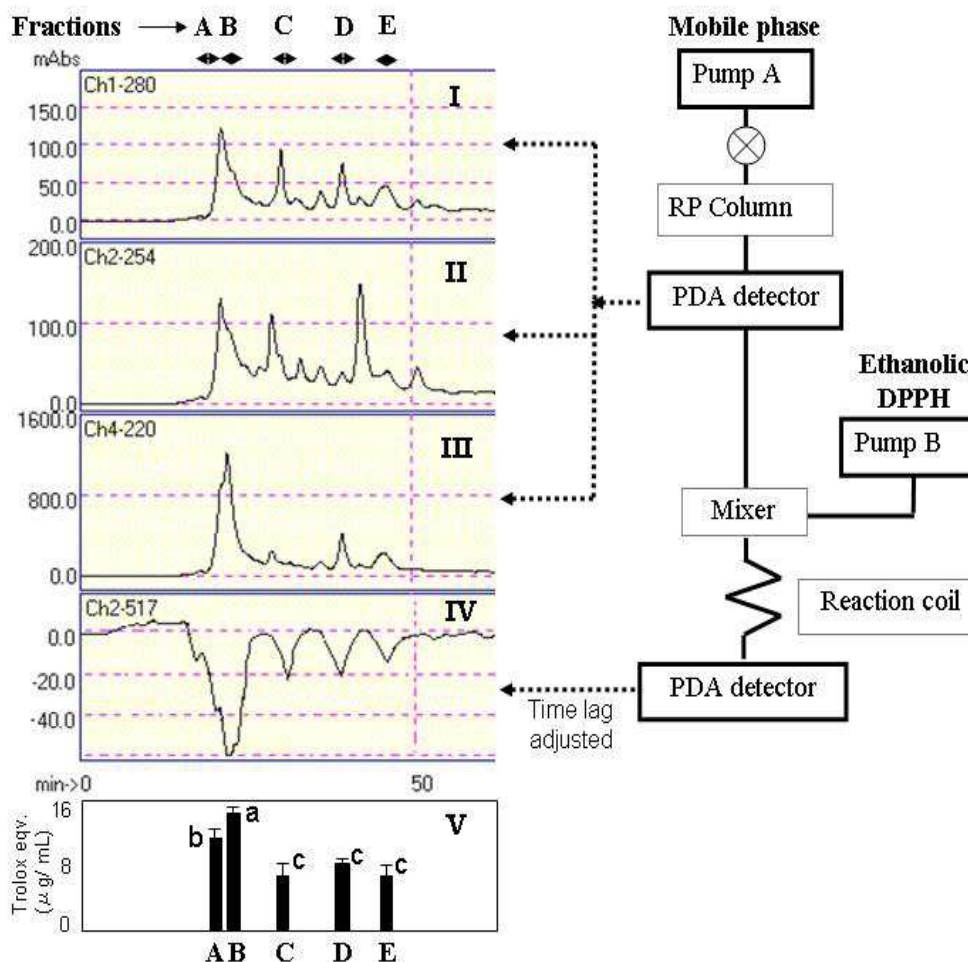 Fractions → A B C D E
mAbs
Ch1-280
I
150.0
100.0
50.0
0.0
200.0
Ch2-254
II
100.0
0.0
1600.0
Ch4-220
III
800.0
0.0
Ch2-517
IV
0.0
-20.0
-40.0
min->0 50
Trolox eqv.
(μg/mL)
16
8
0
V
b a c c c
A B C D E
Mobile phase
Pump A
RP Column
PDA detector
Ethanolic
DPPH
Pump B
Mixer
Reaction coil
PDA detector
Time lag
adjusted